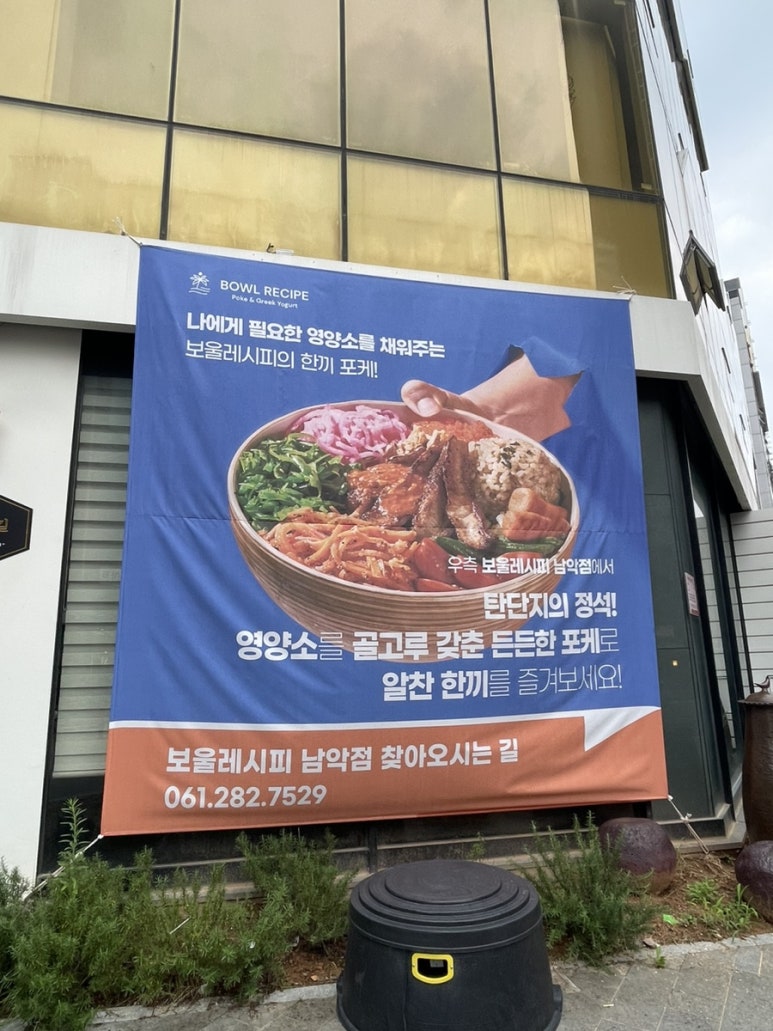 BOWL RECIPE
Poke & Greek Yogurt
나에게 필요한 영양소를 채워주는
보울레시피의 한끼 포케!
우측 보울레시피 남악점에서
탄단지의 정석!
영양소를 골고루 갖춘 든든한 포케로
알찬 한끼를 즐겨보세요!
보울레시피 남악점 찾아오시는 길
061.282.7529